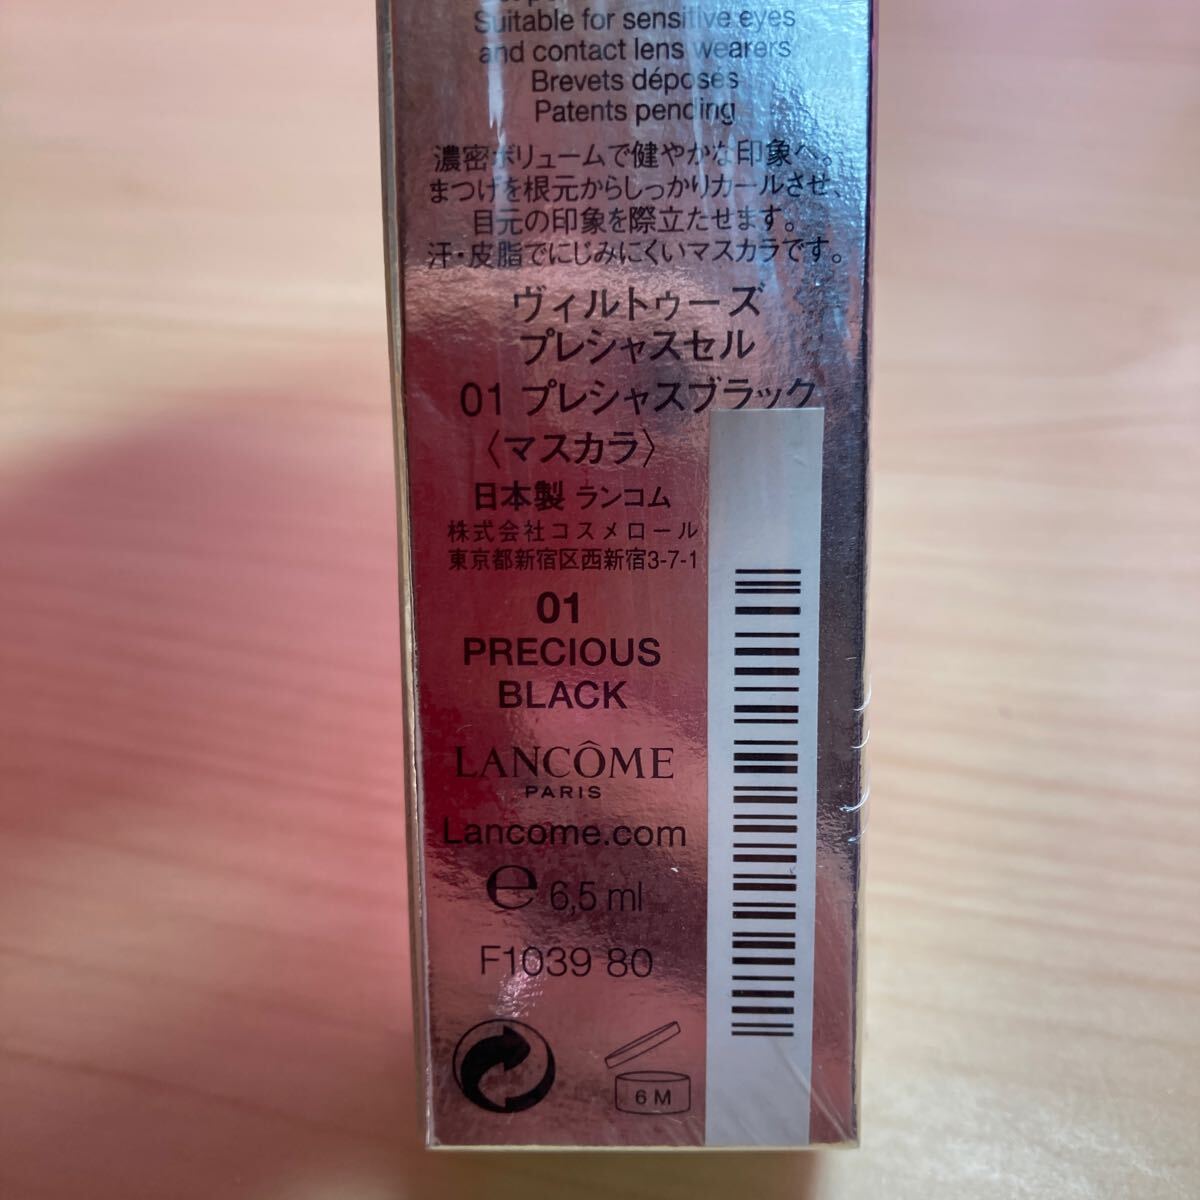 Suitable for sensitive eyes
and contact lens wearers
Brevets déposés
Patents pending
濃密ボリュームで健やかな印象へ。
まつげを根元からしっかりカールさせ、
目元の印象を際立たせます。
汗・皮脂でにじみにくいマスカラです。
ヴィルトゥーズ
プレシャスセル
01 プレシャスブラック
〈マスカラ〉
日本製 ランコム
株式会社コスメロール
東京都新宿区西新宿3-7-1
01
PRECIOUS
BLACK
LANCÔME
PARIS
Lancome.com
℮ 6,5 ml
F1039 80
6 M